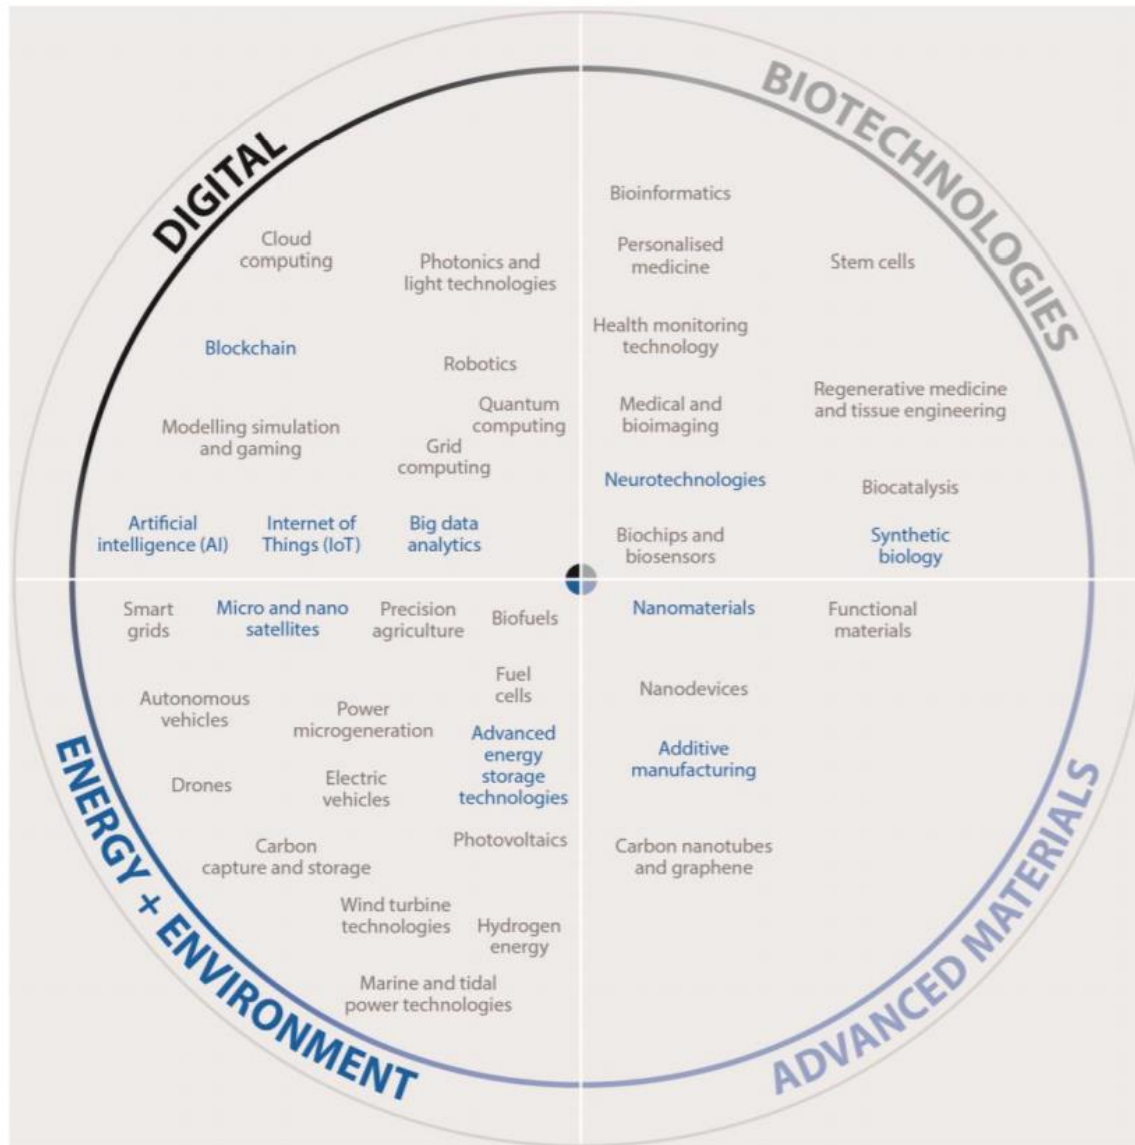 DIGITAL
Cloud
computing
Photonics and
light technologies
Blockchain
Robotics
Quantum
computing
Modelling simulation
and gaming
Grid
computing
Artificial
intelligence (AI)
Internet of
Things (IoT)
Big data
analytics
BIOTECHNOLOGIES
Bioinformatics
Personalised
medicine
Stem cells
Health monitoring
technology
Medical and
bioimaging
Regenerative medicine
and tissue engineering
Neurotechnologies
Biocatalysis
Biochips and
biosensors
Synthetic
biology
ENERGY + ENVIRONMENT
Smart
grids
Micro and nano
satellites
Precision
agriculture
Biofuels
Fuel
cells
Autonomous
vehicles
Power
microgeneration
Advanced
energy
storage
technologies
Drones
Electric
vehicles
Carbon
capture and storage
Photovoltaics
Wind turbine
technologies
Hydrogen
energy
Marine and tidal
power technologies
ADVANCED MATERIALS
Nanomaterials
Functional
materials
Nanodevices
Additive
manufacturing
Carbon nanotubes
and graphene